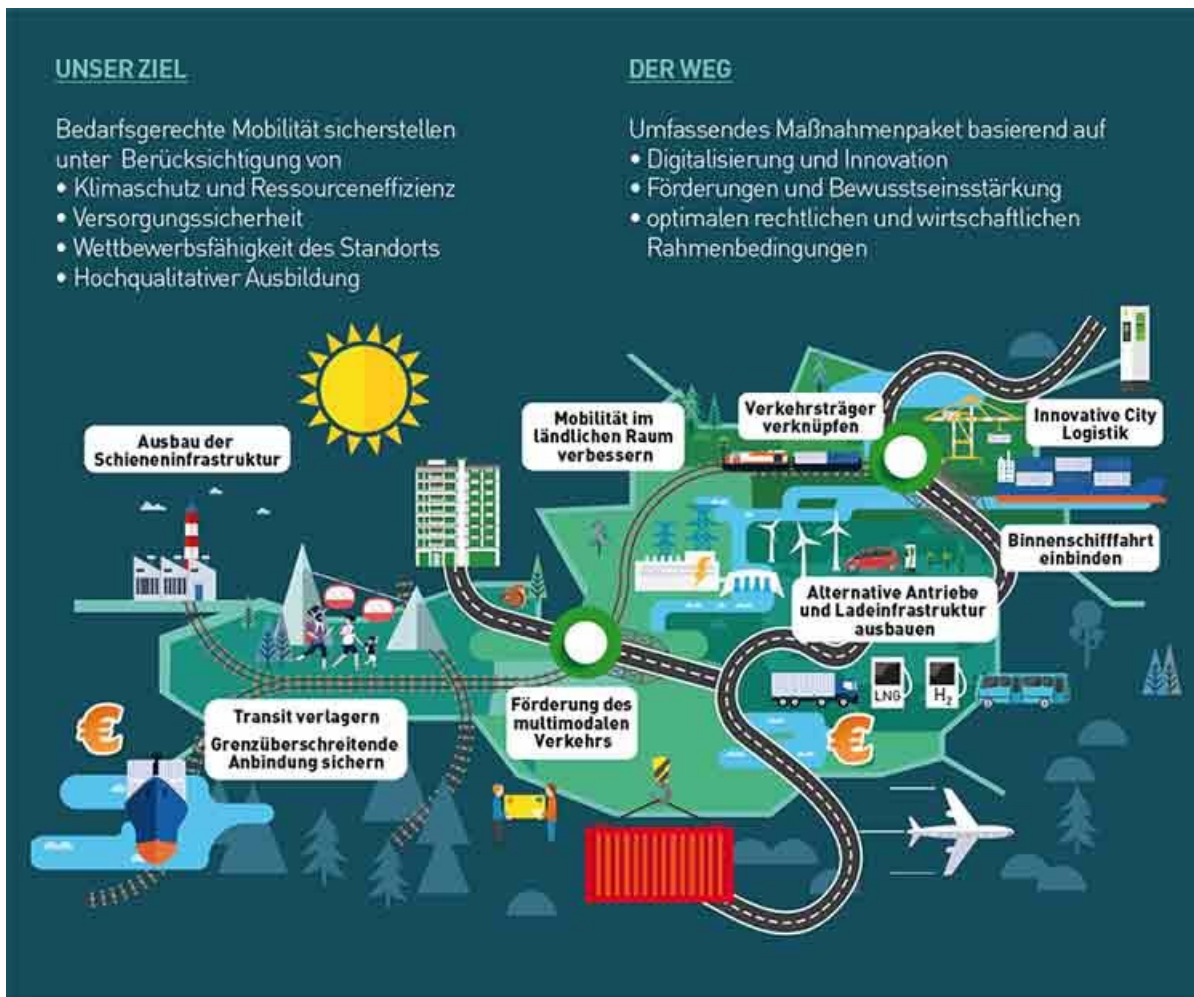 UNSER ZIEL
Bedarfsgerechte Mobilität sicherstellen
unter Berücksichtigung von
• Klimaschutz und Ressourceneffizienz
• Versorgungssicherheit
• Wettbewerbsfähigkeit des Standorts
• Hochqualitativer Ausbildung
DER WEG
Umfassendes Maßnahmenpaket basierend auf
• Digitalisierung und Innovation
• Förderungen und Bewusstseinsstärkung
• optimalen rechtlichen und wirtschaftlichen
Rahmenbedingungen
Ausbau der
Schieneninfrastruktur
Mobilität im
ländlichen Raum
verbessern
Verkehrsträger
verknüpfen
Innovative City
Logistik
Binnenschifffahrt
einbinden
Alternative Antriebe
und Ladeinfrastruktur
ausbauen
LNG
H₂
Transit verlagern
Grenzüberschreitende
Anbindung sichern
Förderung des
multimodalen
Verkehrs
€
€